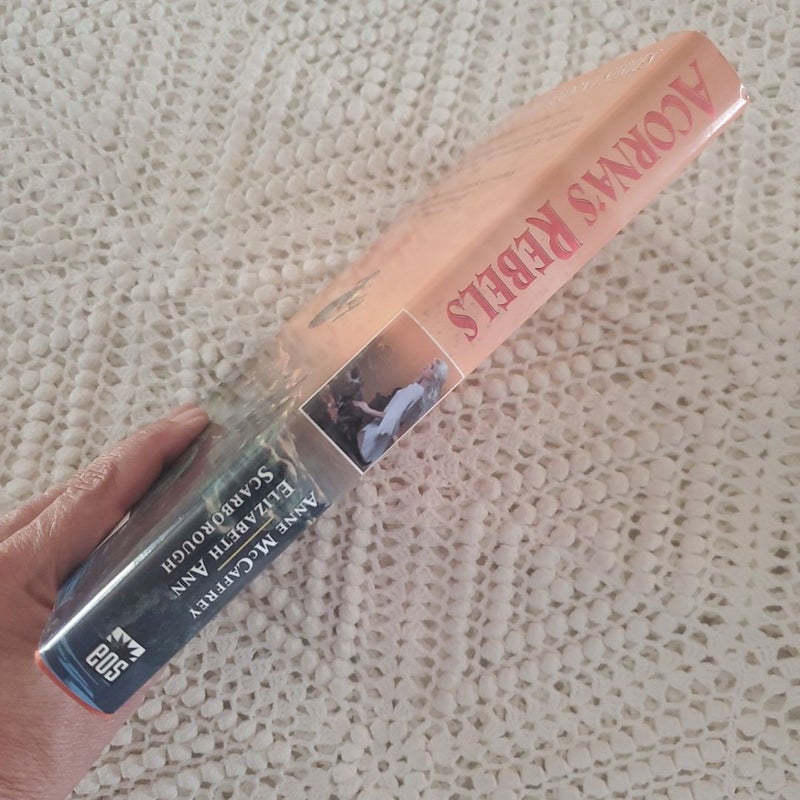 ACORNA'S REBELS
ANNE MCCAFFREY
ELIZABETH ANN
SCARBOROUGH
eos